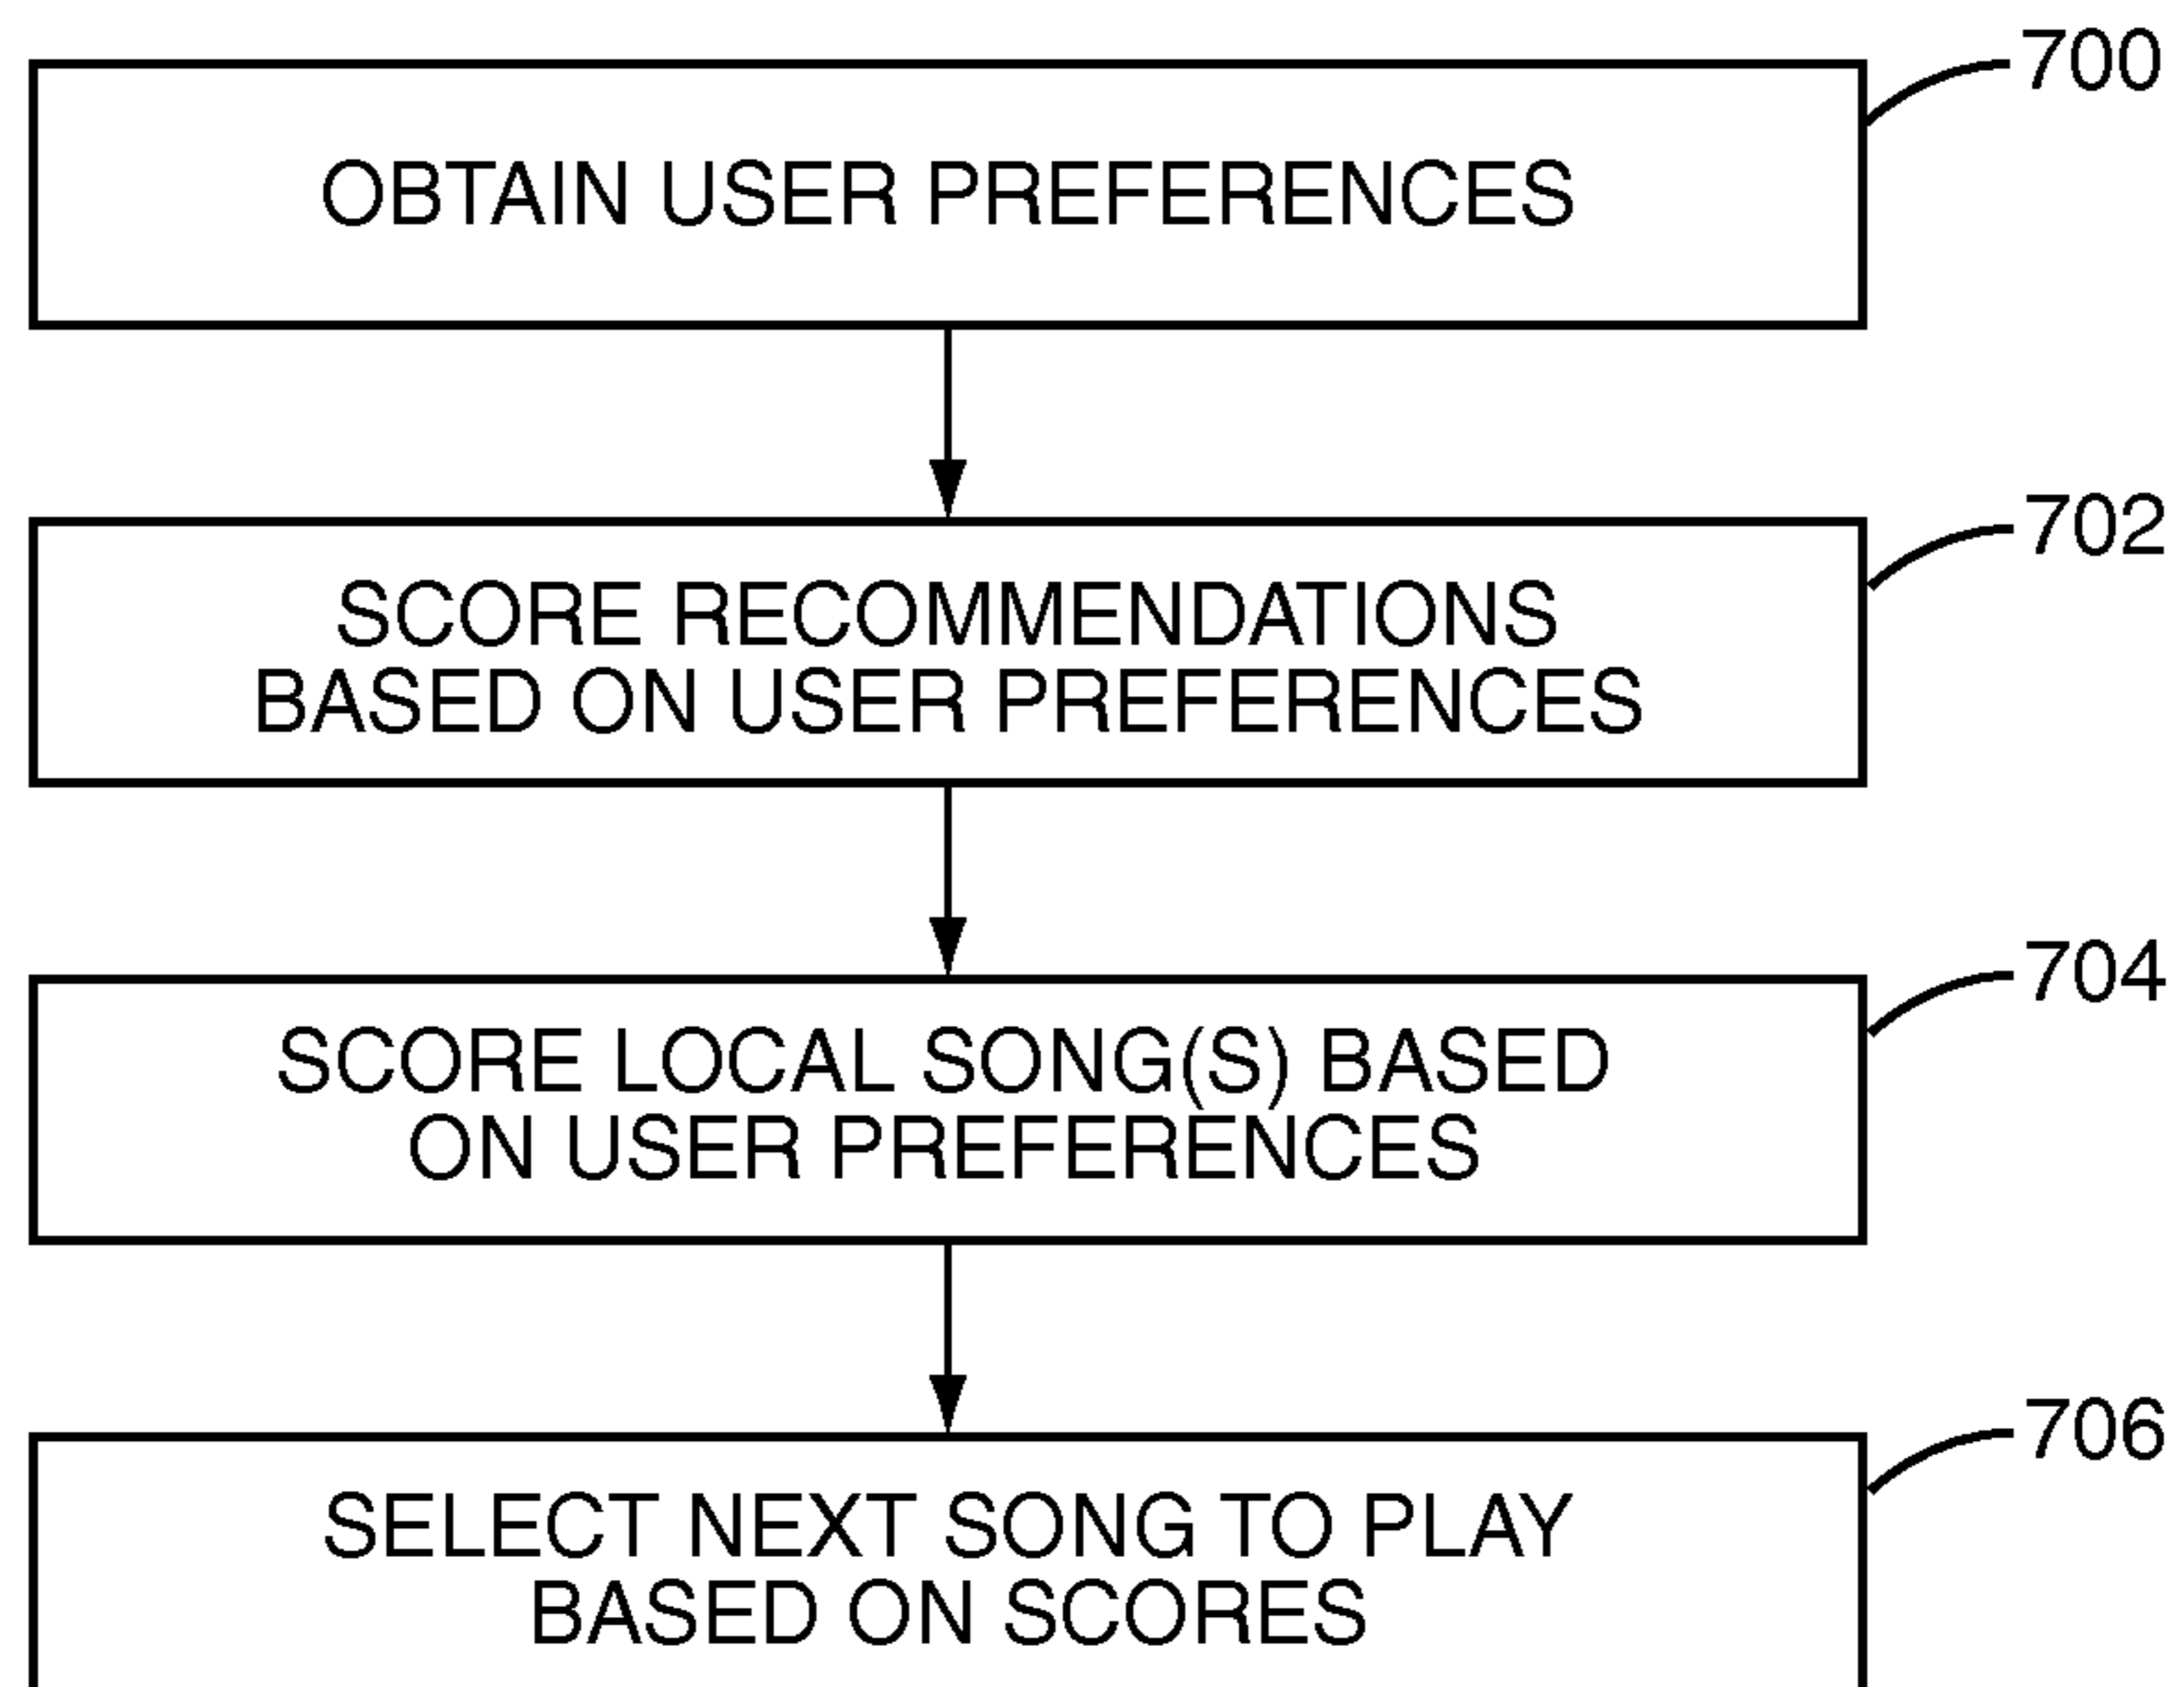 700
OBTAIN USER PREFERENCES
702
SCORE RECOMMENDATIONS
BASED ON USER PREFERENCES
704
SCORE LOCAL SONG(S) BASED
ON USER PREFERENCES
706
SELECT NEXT SONG TO PLAY
BASED ON SCORES